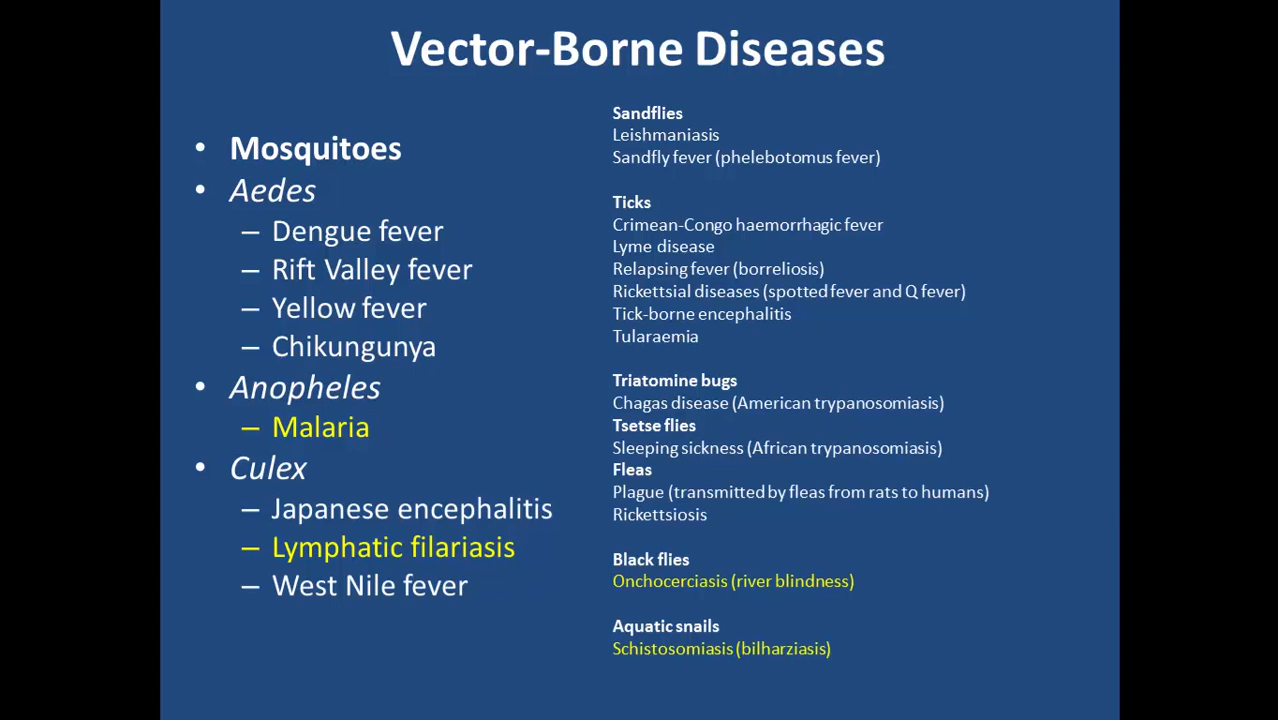 Vector-Borne Diseases
• Mosquitoes
• Aedes
– Dengue fever
– Rift Valley fever
– Yellow fever
– Chikungunya
• Anopheles
– Malaria
• Culex
– Japanese encephalitis
– Lymphatic filariasis
– West Nile fever
Sandflies
Leishmaniasis
Sandfly fever (phelebotomus fever)
Ticks
Crimean-Congo haemorrhagic fever
Lyme disease
Relapsing fever (borreliosis)
Rickettsial diseases (spotted fever and Q fever)
Tick-borne encephalitis
Tularaemia
Triatomine bugs
Chagas disease (American trypanosomiasis)
Tsetse flies
Sleeping sickness (African trypanosomiasis)
Fleas
Plague (transmitted by fleas from rats to humans)
Rickettsiosis
Black flies
Onchocerciasis (river blindness)
Aquatic snails
Schistosomiasis (bilharziasis)